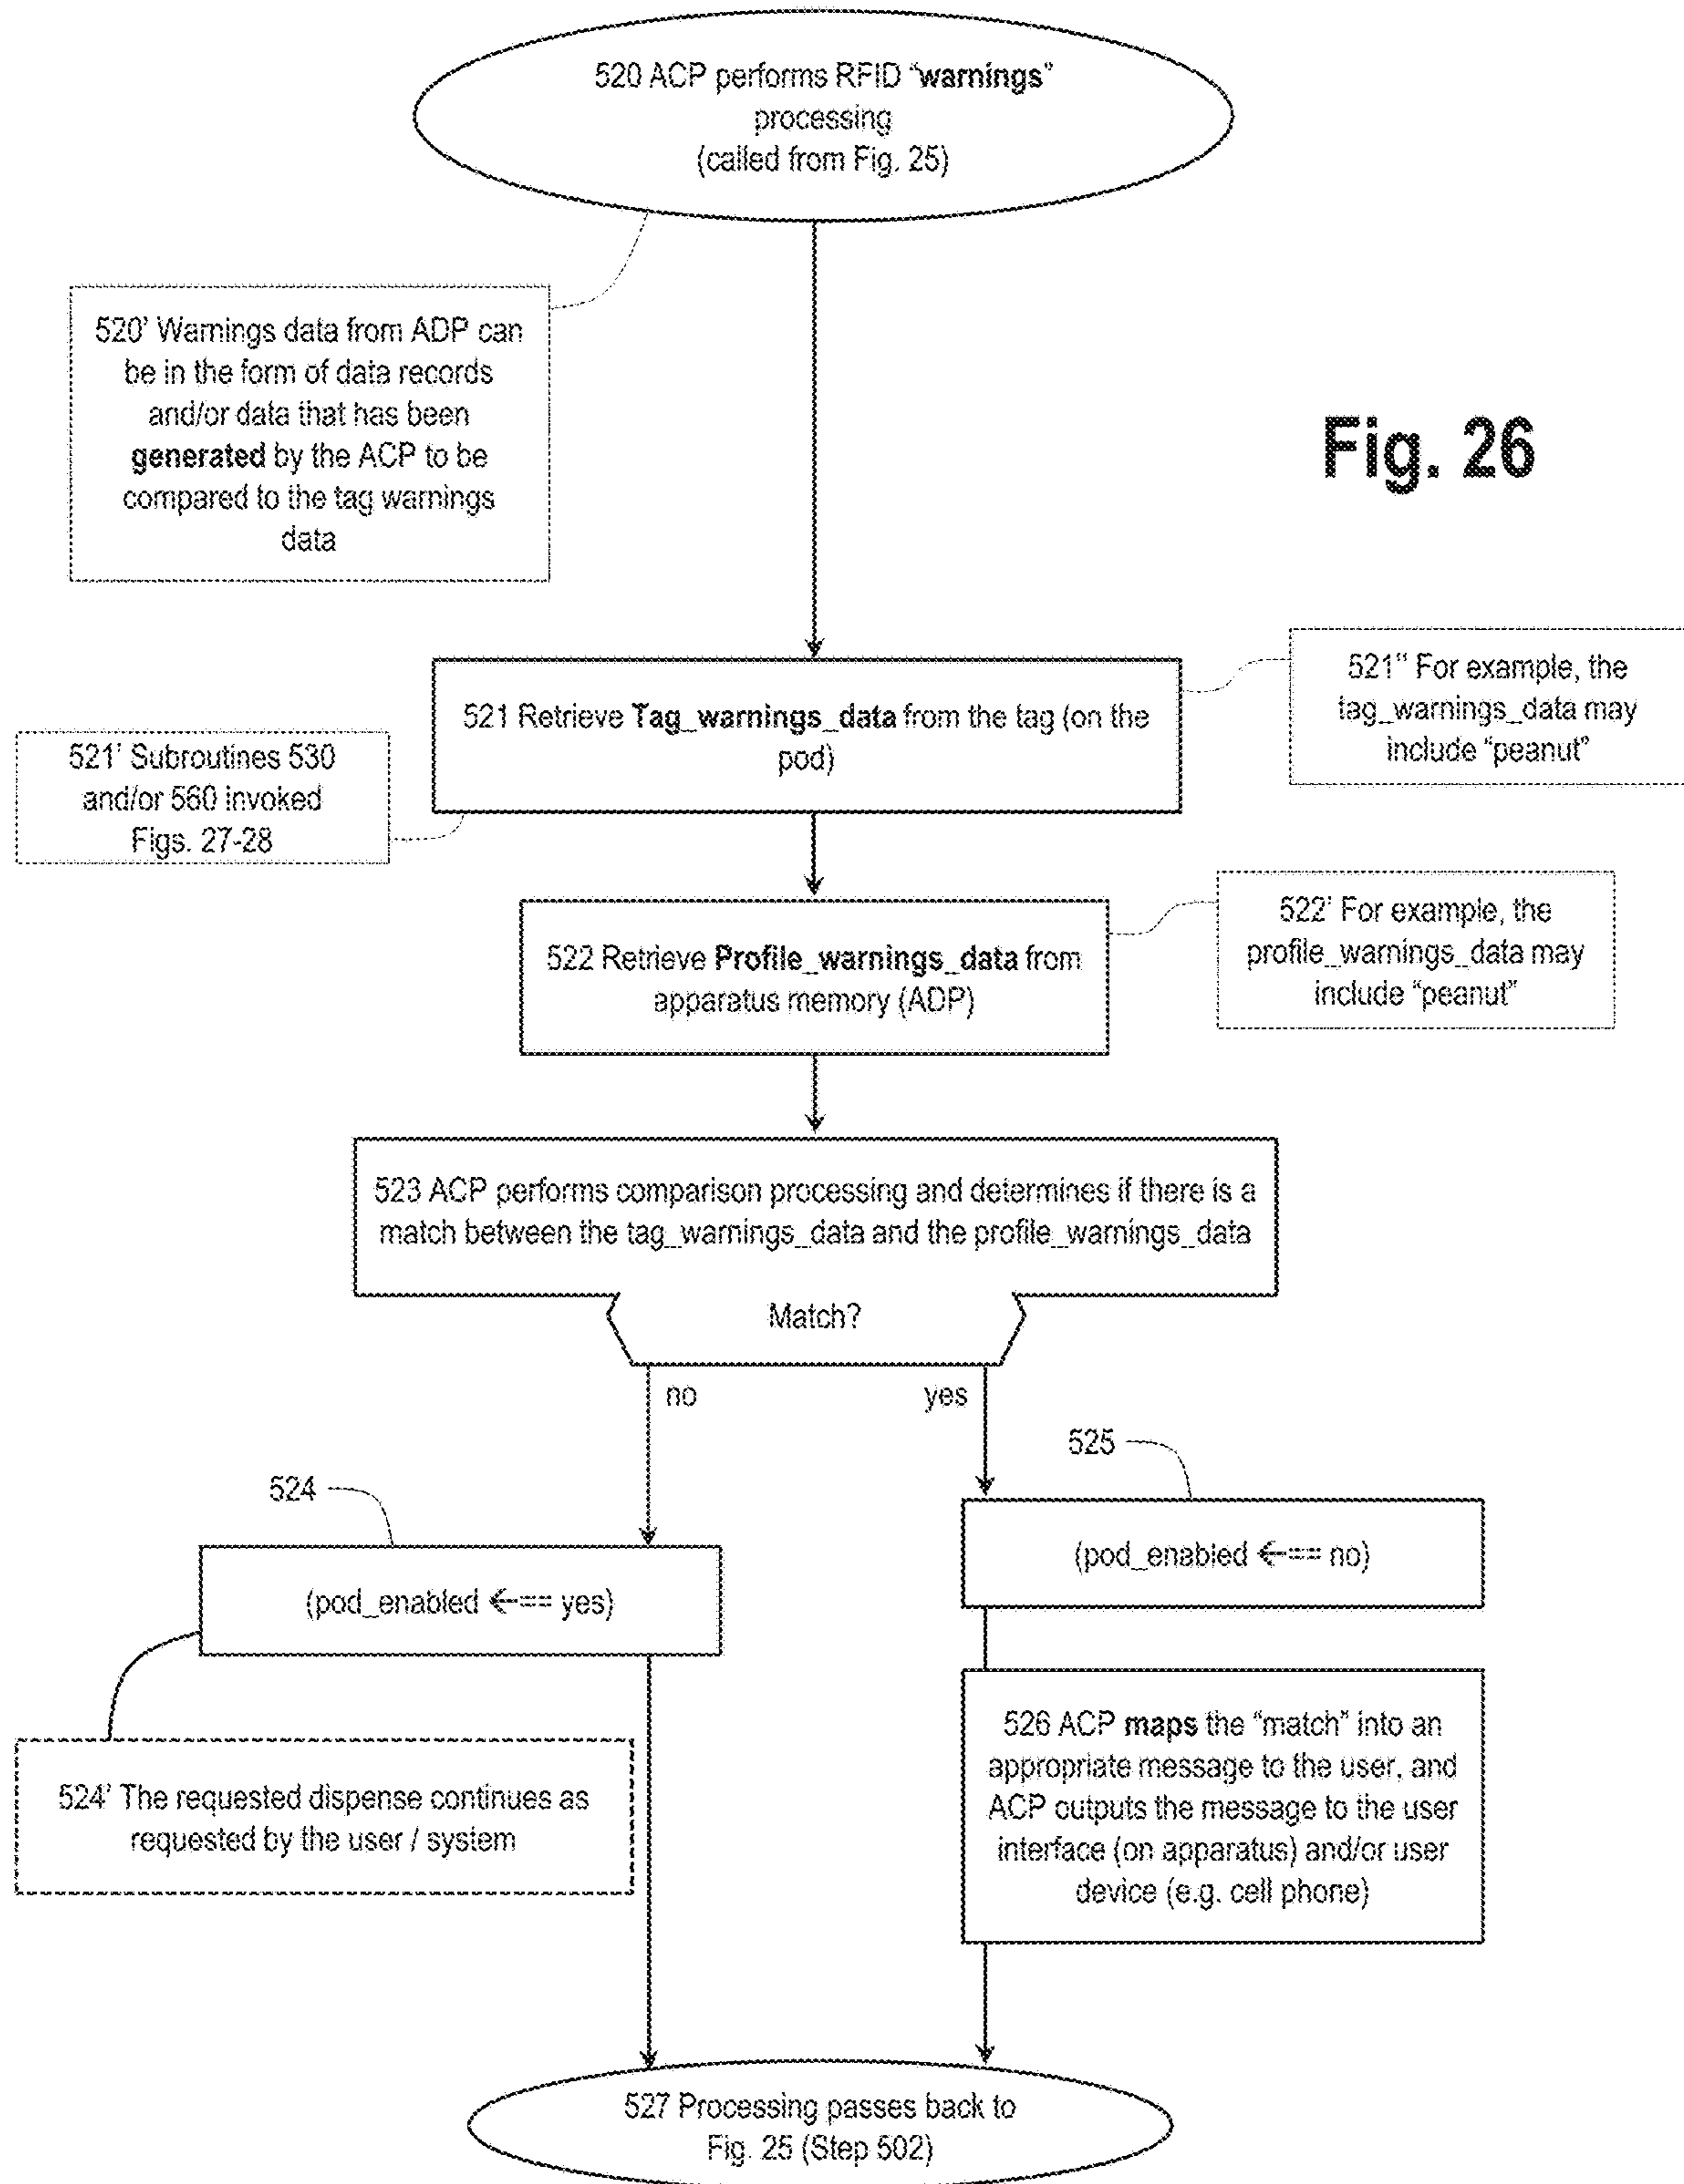 520 ACP performs RFID “warnings”
processing
(called from Fig. 25)
520' Warnings data from ADP can
be in the form of data records
and/or data that has been
generated by the ACP to be
compared to the tag warnings
data
Fig. 26
521 Retrieve Tag_warnings_data from the tag (on the
pod)
521'' For example, the
tag_warnings_data may
include “peanut”
521' Subroutines 530
and/or 560 invoked
Figs. 27-28
522 Retrieve Profile_warnings_data from
apparatus memory (ADP)
522' For example, the
profile_warnings_data may
include “peanut”
523 ACP performs comparison processing and determines if there is a
match between the tag_warnings_data and the profile_warnings_data
Match?
no
yes
525
524
(pod_enabled ←== no)
(pod_enabled ←== yes)
526 ACP maps the “match” into an
appropriate message to the user, and
ACP outputs the message to the user
interface (on apparatus) and/or user
device (e.g. cell phone)
524' The requested dispense continues as
requested by the user / system
527 Processing passes back to
Fig. 25 (Step 502)